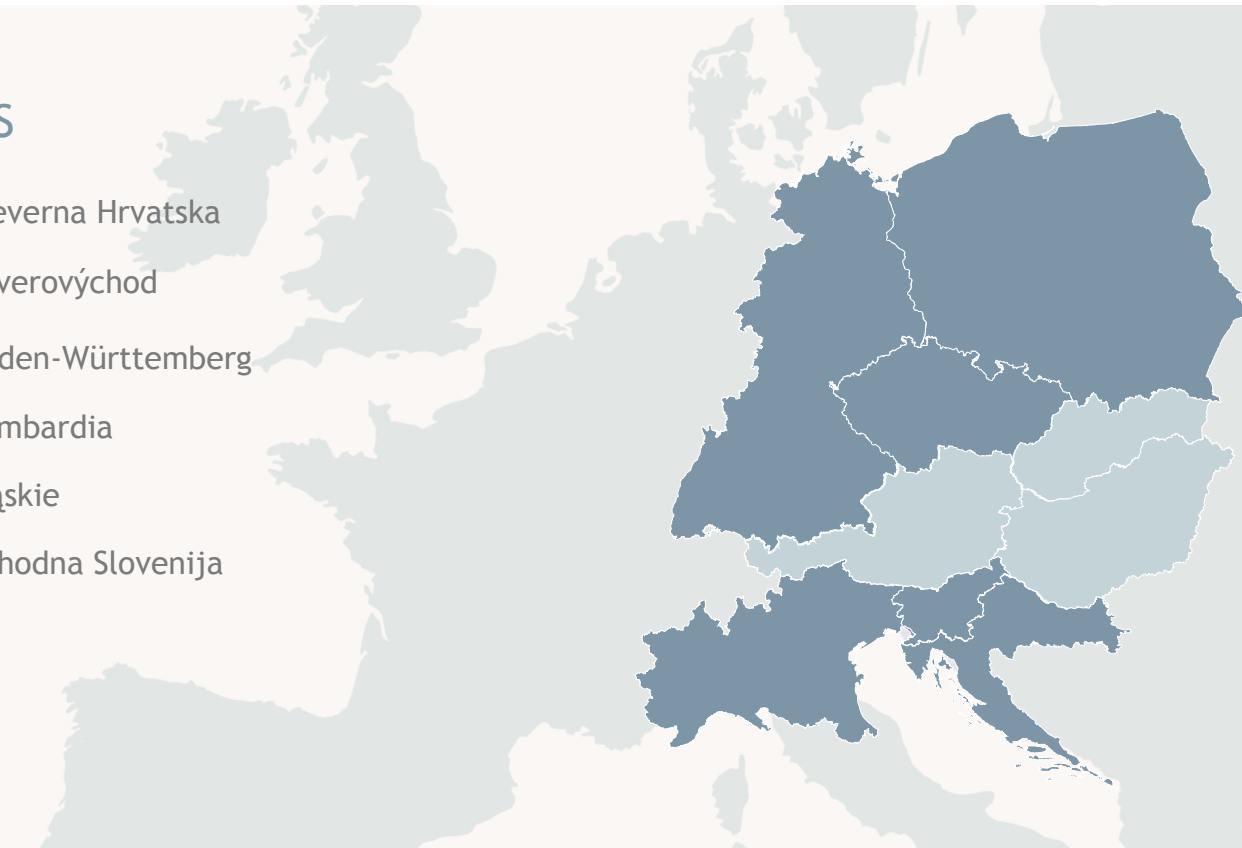 S
everna Hrvatska
verovýchod
den-Württemberg
mbardia
ąskie
hodna Slovenija